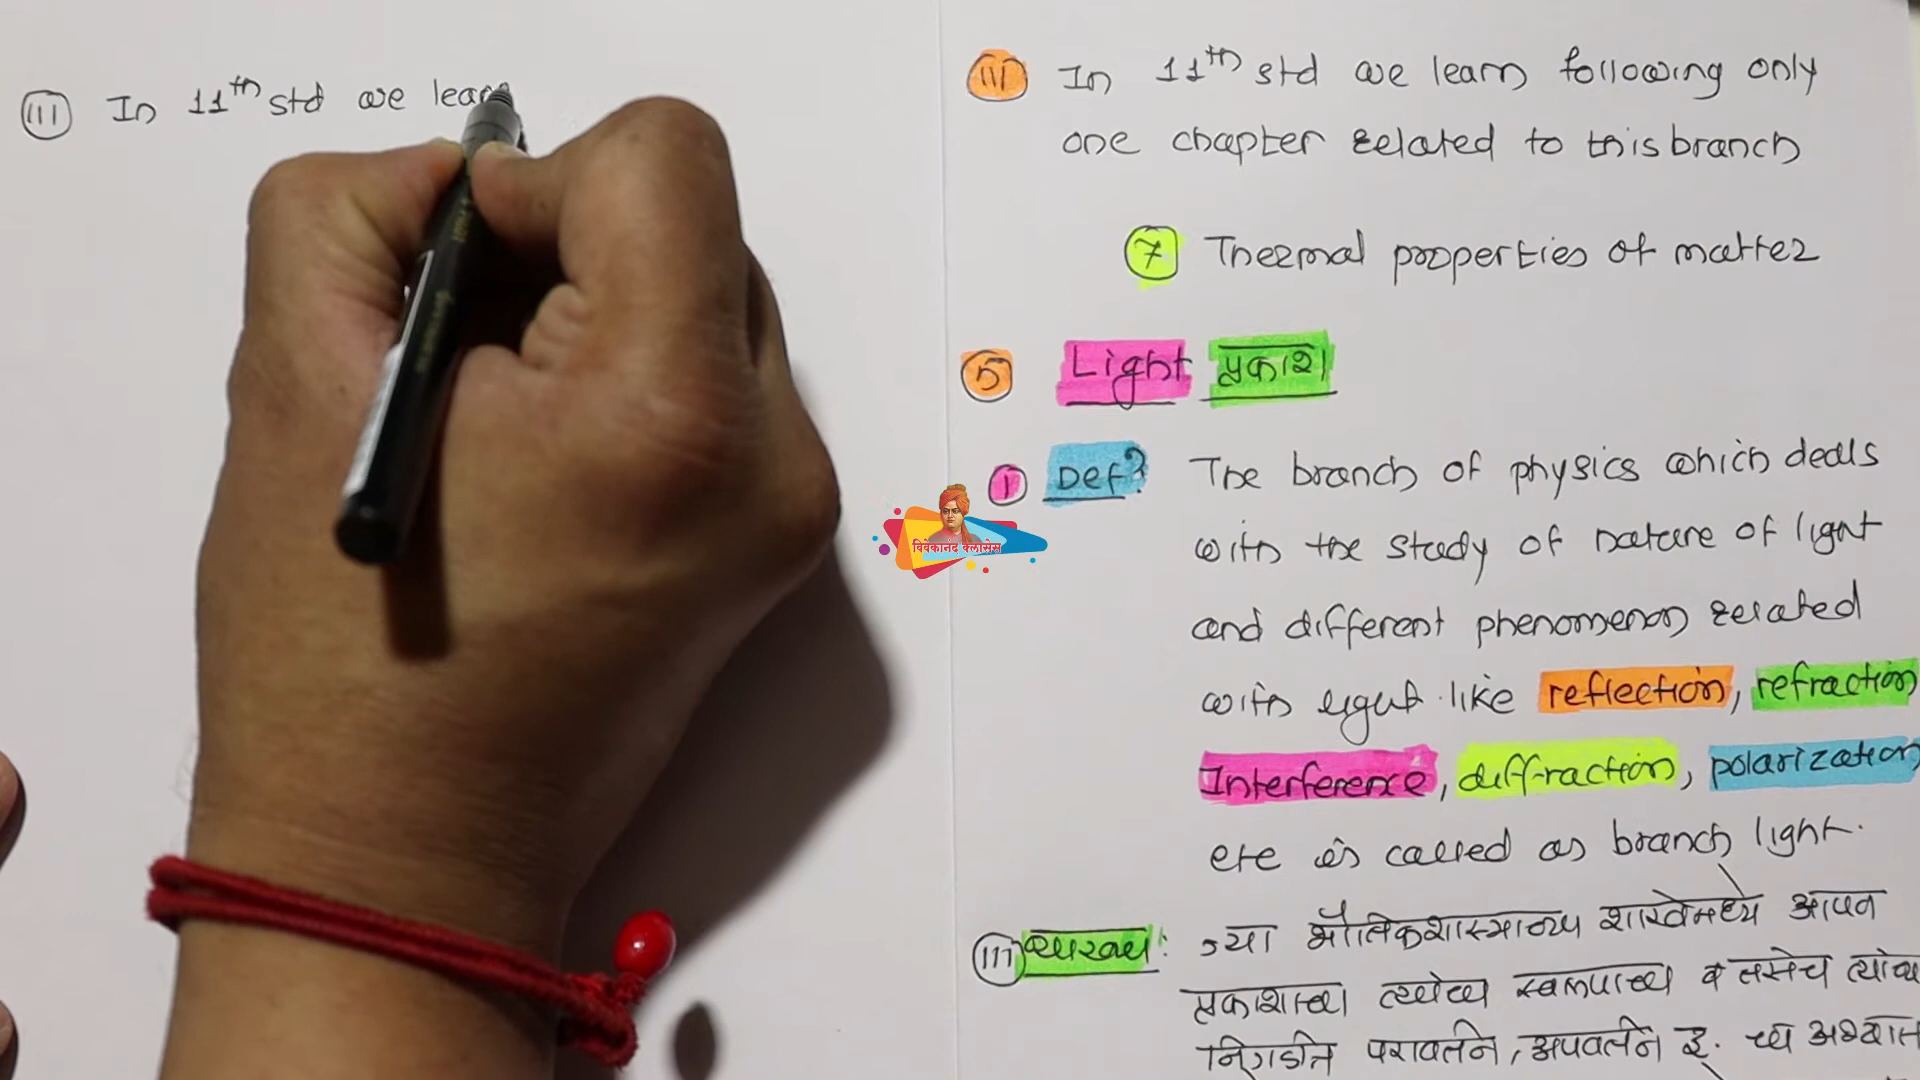 (III) In 11th std we learn
(III) In 11th std we learn following only
one chapter related to this branch
(7) Thermal properties of matter
(5) Light प्रकाश
(I) Def? The branch of physics which deals
with the study of nature of light
and different phenomenon related
with light like reflection, refraction
Interference, diffraction, polarization
etc is called as branch light.
विवेकानंद क्लासेस
(III) व्याख्या: ज्या भौतिकशास्त्राच्या शाखेमध्ये आपण
प्रकाशाच्या त्याच्या स्वरूपाच्या व तसेच
निगडीत परावर्तन, अपवर्तन इ. च्या अभ्यास